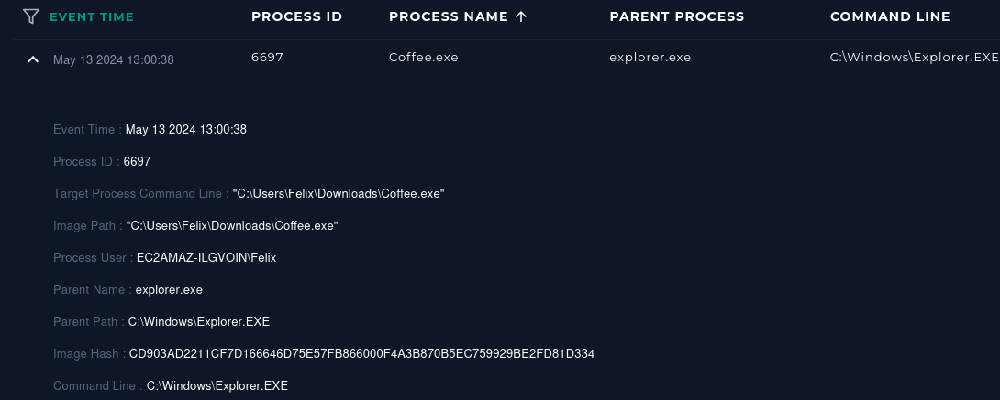 EVENT TIME PROCESS ID PROCESS NAME ↑ PARENT PROCESS COMMAND LINE
May 13 2024 13:00:38 6697 Coffee.exe explorer.exe C:\Windows\Explorer.EXE
Event Time : May 13 2024 13:00:38
Process ID : 6697
Target Process Command Line : "C:\Users\Felix\Downloads\Coffee.exe"
Image Path : "C:\Users\Felix\Downloads\Coffee.exe"
Process User : EC2AMAZ-ILGVOIN\Felix
Parent Name : explorer.exe
Parent Path : C:\Windows\Explorer.EXE
Image Hash : CD903AD2211CF7D166646D75E57FB866000F4A3B870B5EC759929BE2FD81D334
Command Line : C:\Windows\Explorer.EXE